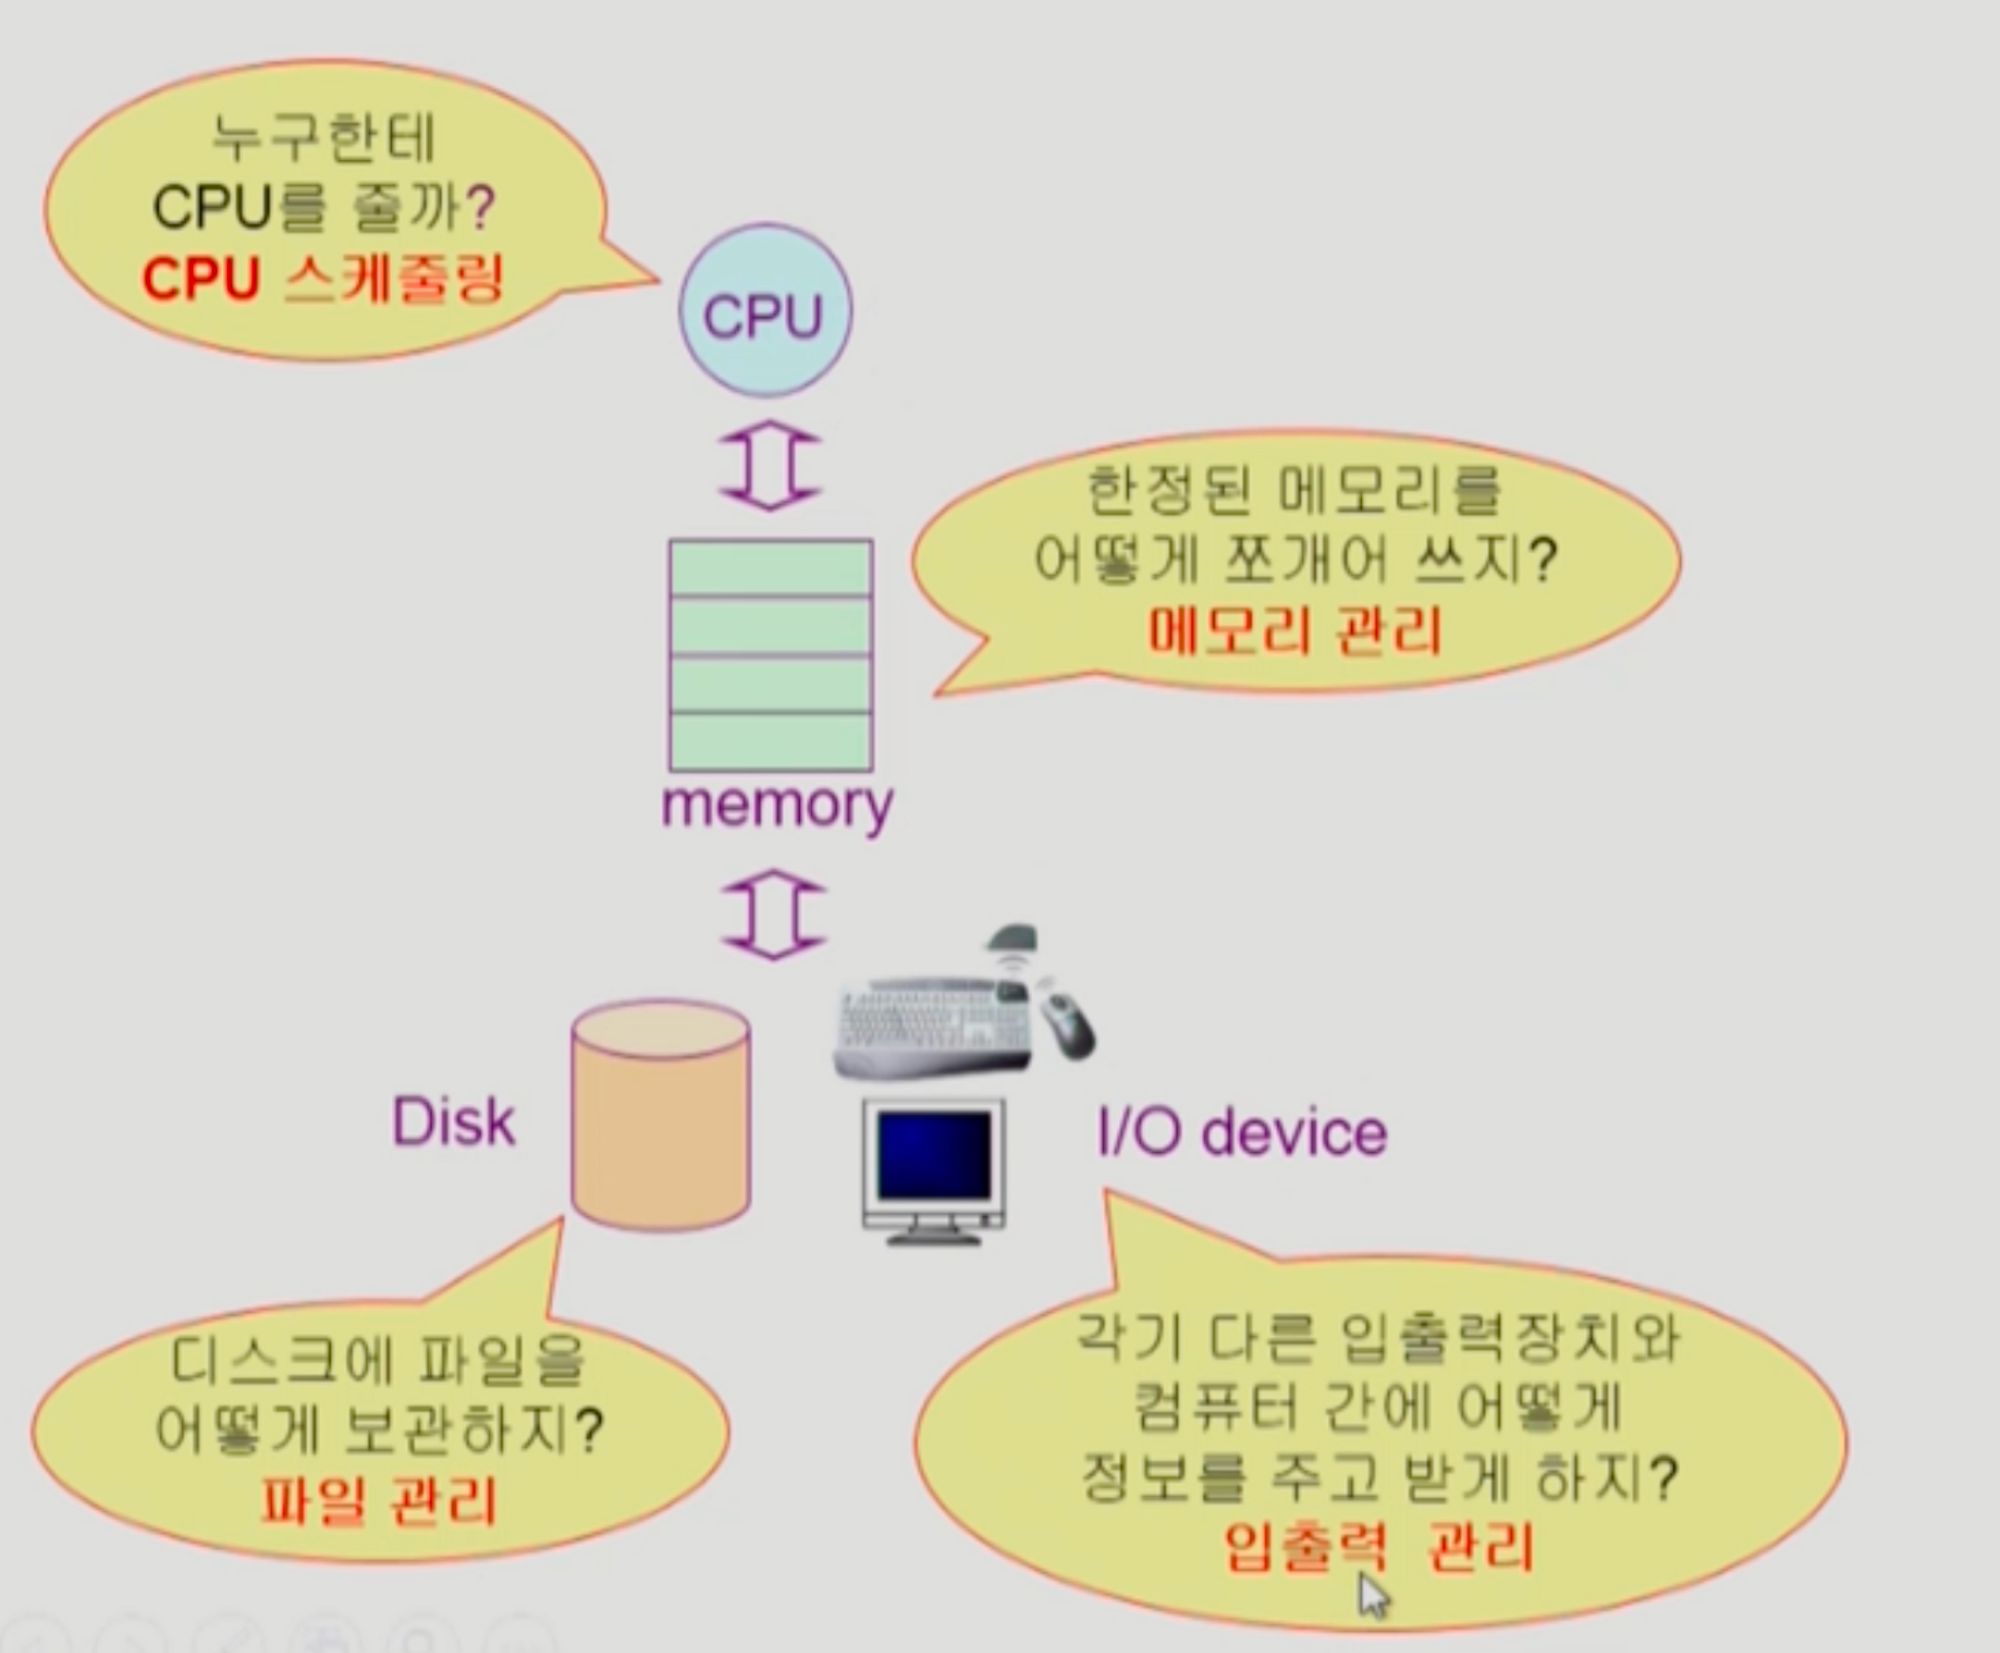 누구한테
CPU를 줄까?
CPU 스케줄링
CPU
한정된 메모리를
어떻게 쪼개어 쓰지?
메모리 관리
memory
Disk
I/O device
디스크에 파일을
어떻게 보관하지?
파일 관리
각기 다른 입출력장치와
컴퓨터 간에 어떻게
정보를 주고 받게 하지?
입출력 관리